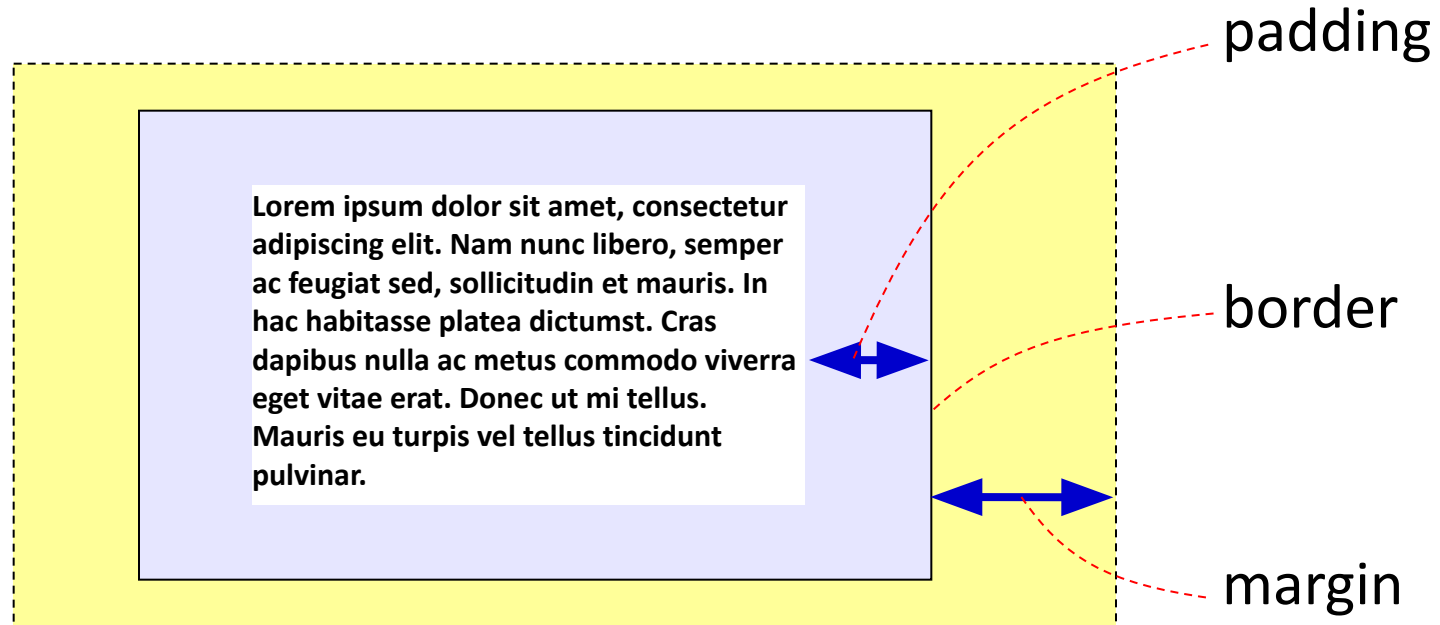 padding
Lorem ipsum dolor sit amet, consectetur
adipiscing elit. Nam nunc libero, semper
ac feugiat sed, sollicitudin et mauris. In
hac habitasse platea dictumst. Cras
dapibus nulla ac metus commodo viverra
eget vitae erat. Donec ut mi tellus.
Mauris eu turpis vel tellus tincidunt
pulvinar.
border
margin